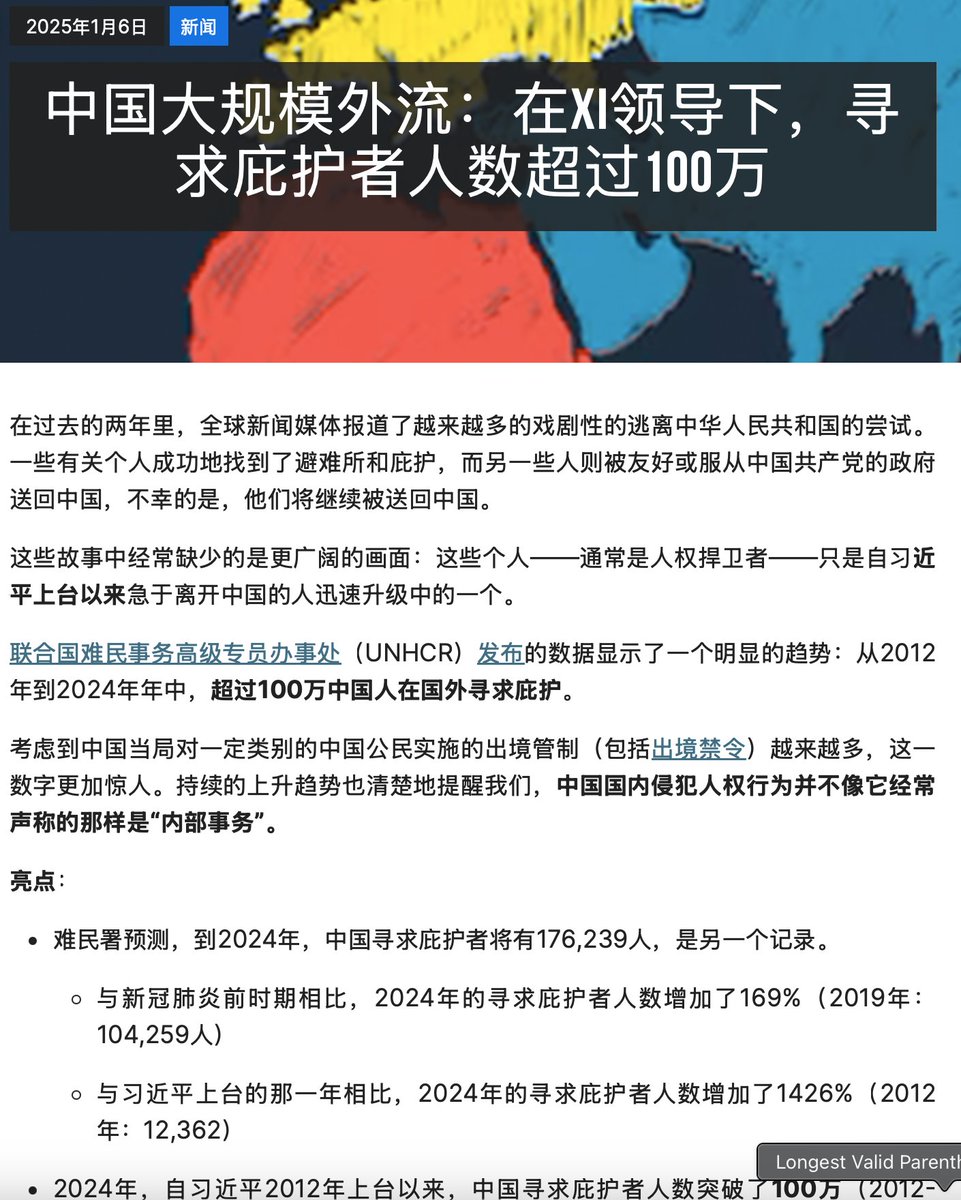 2025年1月6日 新闻
中国大规模外流：在XI领导下，寻
求庇护者人数超过100万
在过去的两年里，全球新闻媒体报道了越来越多的戏剧性的逃离中华人民共和国的尝试。
一些有关个人成功地找到了避难所和庇护，而另一些人则被友好或服从中国共产党的政府
送回中国，不幸的是，他们将继续被送回中国。
这些故事中经常缺少的是更广阔的画面：这些个人——通常是人权捍卫者——只是自习近
平上台以来急于离开中国的人迅速升级中的一个。
联合国难民事务高级专员办事处（UNHCR）发布的数据显示了一个明显的趋势：从2012
年到2024年年中，超过100万中国人在国外寻求庇护。
考虑到中国当局对一定类别的中国公民实施的出境管制（包括出境禁令）越来越多，这一
数字更加惊人。持续的上升趋势也清楚地提醒我们，中国国内侵犯人权行为并不像它经常
声称的那样是“内部事务”。
亮点：
• 难民署预测，到2024年，中国寻求庇护者将有176,239人，是另一个记录。
○ 与新冠肺炎前时期相比，2024年的寻求庇护者人数增加了169%（2019年：
104,259人）
○ 与习近平上台的那一年相比，2024年的寻求庇护者人数增加了1426%（2012
年：12,362）
Longest Valid Parenth
• 2024年，自习近平2012年上台以来，中国寻求庇护者人数突破了100万（2012-